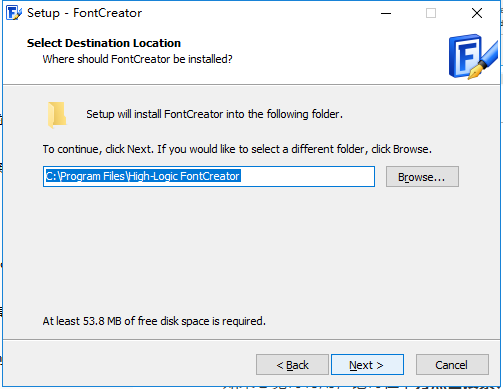 Setup - FontCreator
Select Destination Location
Where should FontCreator be installed?
Setup will install FontCreator into the following folder.
To continue, click Next. If you would like to select a different folder, click Browse.
C:\Program Files\High-Logic FontCreator
Browse...
At least 53.8 MB of free disk space is required.
< Back
Next >
Cancel